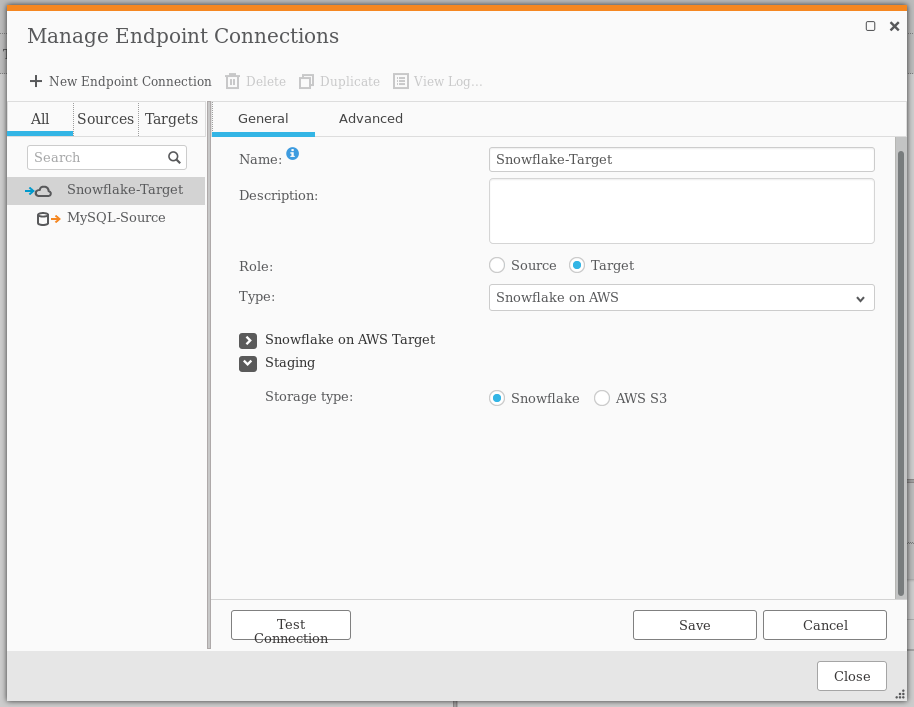 Manage Endpoint Connections
New Endpoint Connection Delete Duplicate View Log...
All Sources Targets General Advanced
Search
Snowflake-Target
MySQL-Source
Name: Snowflake-Target
Description:
Role: Source Target
Type: Snowflake on AWS
Snowflake on AWS Target
Staging
Storage type: Snowflake AWS S3
Test
Connection
Save Cancel
Close